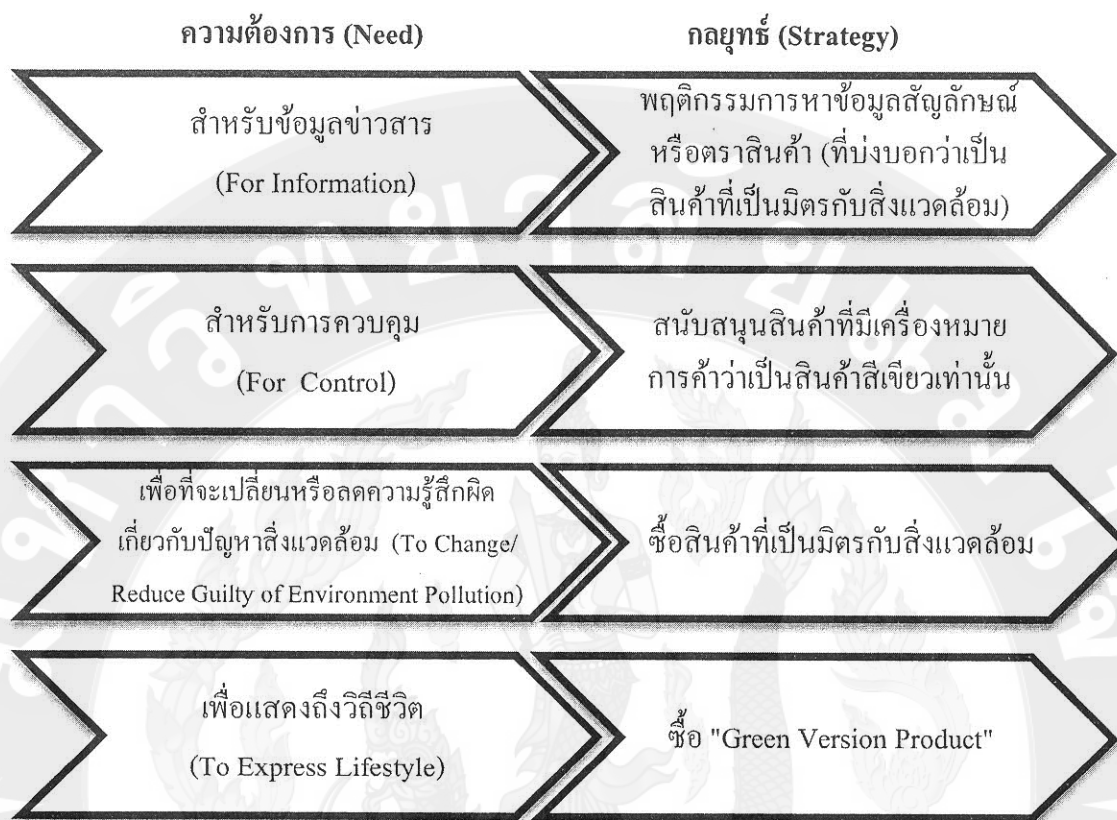 ความต้องการ (Need)
กลยุทธ์ (Strategy)
สำหรับข้อมูลข่าวสาร
(For Information)
พฤติกรรมการหาข้อมูลสัญลักษณ์
หรือตราสินค้า (ที่บ่งบอกว่าเป็น
สินค้าที่เป็นมิตรกับสิ่งแวดล้อม)
สำหรับการควบคุม
(For Control)
สนับสนุนสินค้าที่มีเครื่องหมาย
การค้าว่าเป็นสินค้าสีเขียวเท่านั้น
เพื่อที่จะเปลี่ยนหรือลดความรู้สึกผิด
เกี่ยวกับปัญหาสิ่งแวดล้อม (To Change/
Reduce Guilty of Environment Pollution)
ซื้อสินค้าที่เป็นมิตรกับสิ่งแวดล้อม
เพื่อแสดงถึงวิถีชีวิต
(To Express Lifestyle)
ซื้อ "Green Version Product"